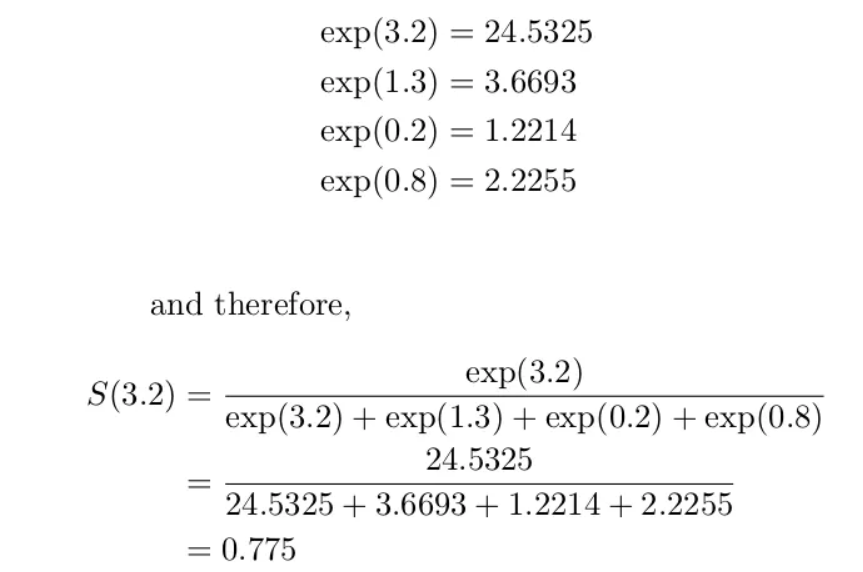 exp(3.2) = 24.5325
exp(1.3) = 3.6693
exp(0.2) = 1.2214
exp(0.8) = 2.2255
and therefore,
S(3.2) = exp(3.2) / exp(3.2) + exp(1.3) + exp(0.2) + exp(0.8)
= 24.5325 / 24.5325 + 3.6693 + 1.2214 + 2.2255
= 0.775